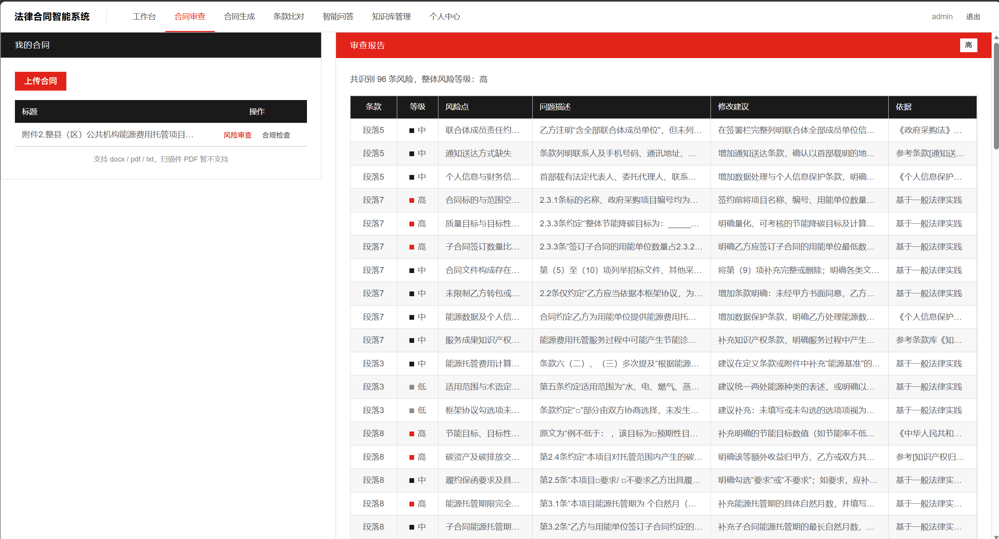 法律合同智能系统 工作台 合同审查 合同生成 条款比对 智能问答 知识库管理 个人中心 admin 退出
我的合同
上传合同
标题 操作
附件2.整县（区）公共机构能源费用托管项目… 风险审查 合规检查
支持 docx / pdf / txt，扫描件 PDF 暂不支持
审查报告 高
共识别 96 条风险，整体风险等级：高
条款 等级 风险点 问题描述 修改建议 依据
段落5 中 联合体成员责任约… 乙方注明“含全部联合体成员单位”，但未列… 在签署栏完整列明联合体全部成员单位信… 《政府采购法》…
段落5 中 通知送达方式缺失 条款列明联系人及手机号码、通讯地址、… 增加通知送达条款，确认以首部载明的地… 参考条款[通知送…
段落5 中 个人信息与财务信… 首部载有法定代表人、委托代理人、联系… 增加数据处理与个人信息保护条款，明确… 《个人信息保护…
段落7 高 合同标的与范围空… 2.3.1条标的名称、政府采购项目编号均为… 签约前将项目名称、编号、用能单位数量… 基于一般法律实践
段落7 高 质量目标与目标性… 2.3.3条约定“整体节能降碳目标为：______… 明确量化、可考核的节能降碳目标及计算… 基于一般法律实践
段落7 高 子合同签订数量比… 2.3.3条“签订子合同的用能单位数量占2.3.2… 明确乙方应签订子合同的用能单位最低数… 基于一般法律实践
段落7 中 合同文件构成存在… 第（5）至（10）项列举招标文件、其他采… 将第（9）项补充完整或删除；明确各类文… 基于一般法律实践
段落7 中 未限制乙方转包或… 2.2条仅约定“乙方应当依据本框架协议，为… 增加条款明确：未经甲方书面同意，乙方… 基于一般法律实践
段落7 中 能源数据及个人信… 合同约定乙方为用能单位提供能源费用托… 增加数据保护条款，明确乙方处理能源数… 《个人信息保护…
段落7 中 服务成果知识产权… 能源费用托管服务过程中可能产生节能诊… 补充知识产权条款，明确服务过程中产生… 参考条款库《知…
段落3 中 能源托管费用计算… 条款六（二）、（三）多次提及“根据能源… 建议在定义条款或附件中补充“能源基准”的… 基于一般法律实践
段落3 低 适用范围与术语定… 第五条约定适用范围为“水、电、燃气、蒸… 建议统一两处能源种类的表述，或明确以… 基于一般法律实践
段落3 低 框架协议勾选项未… 条款约定“□”部分由双方协商选择，未发生… 建议补充：未填写或未勾选的选项项视为… 基于一般法律实践
段落8 高 节能目标、目标性… 原文为“例不低于： ，该目标为□预期性目… 补充明确的节能目标数值（如节能率不低… 《中华人民共和…
段落8 高 碳资产及碳排放交… 第2.4条约定“本项目对托管范围内产生的碳… 明确该等额外收益归甲方、乙方或双方共… 参考[知识产权归…
段落8 中 履约保函要求及具… 第2.5条“本项目□要求/ □不要求乙方出具履… 明确勾选“要求”或“不要求”；如要求，应补… 基于一般法律实…
段落8 高 能源托管期限完全… 第3.1条“本项目能源托管期为 个自然月（… 补充能源托管期的具体自然月数，并填写… 基于一般法律实…
段落8 中 子合同能源托管期… 第3.2条“乙方与用能单位签订子合同约定的… 补充子合同能源托管期的最长自然月数，… 基于一般法律实…